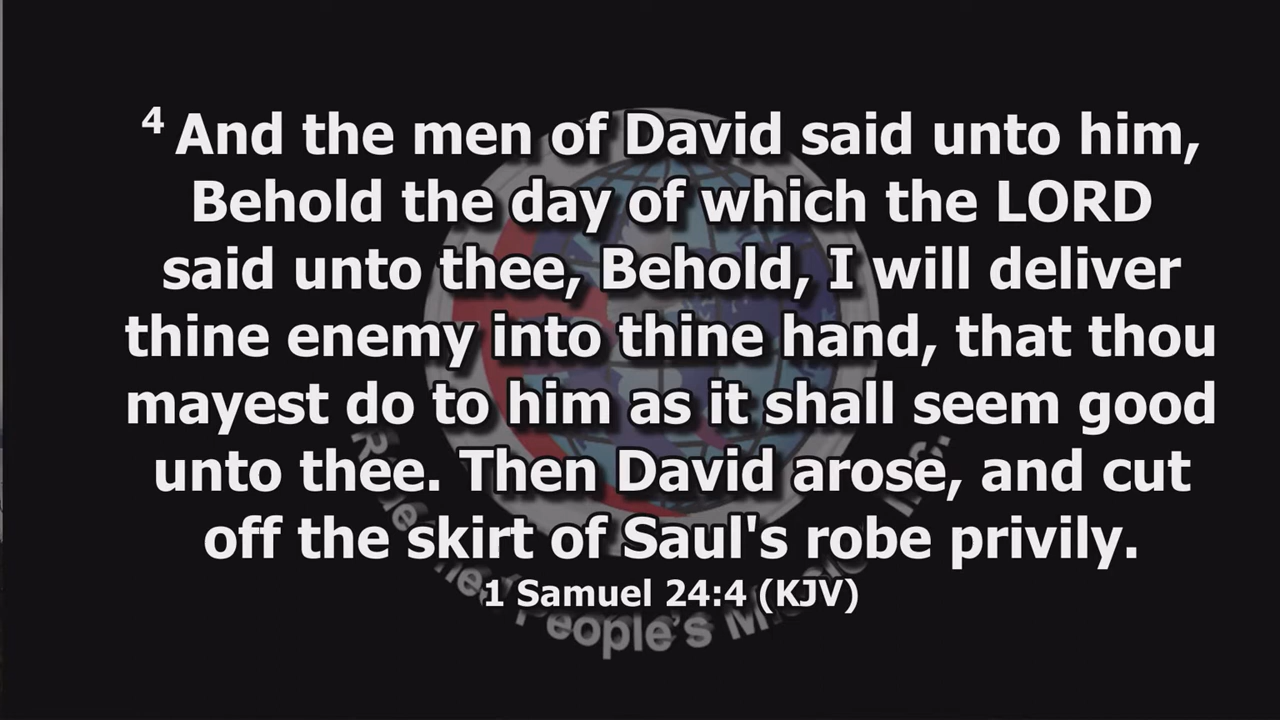 4 And the men of David said unto him,
Behold the day of which the LORD
said unto thee, Behold, I will deliver
thine enemy into thine hand, that thou
mayest do to him as it shall seem good
unto thee. Then David arose, and cut
off the skirt of Saul's robe privily.
1 Samuel 24:4 (KJV)
People's